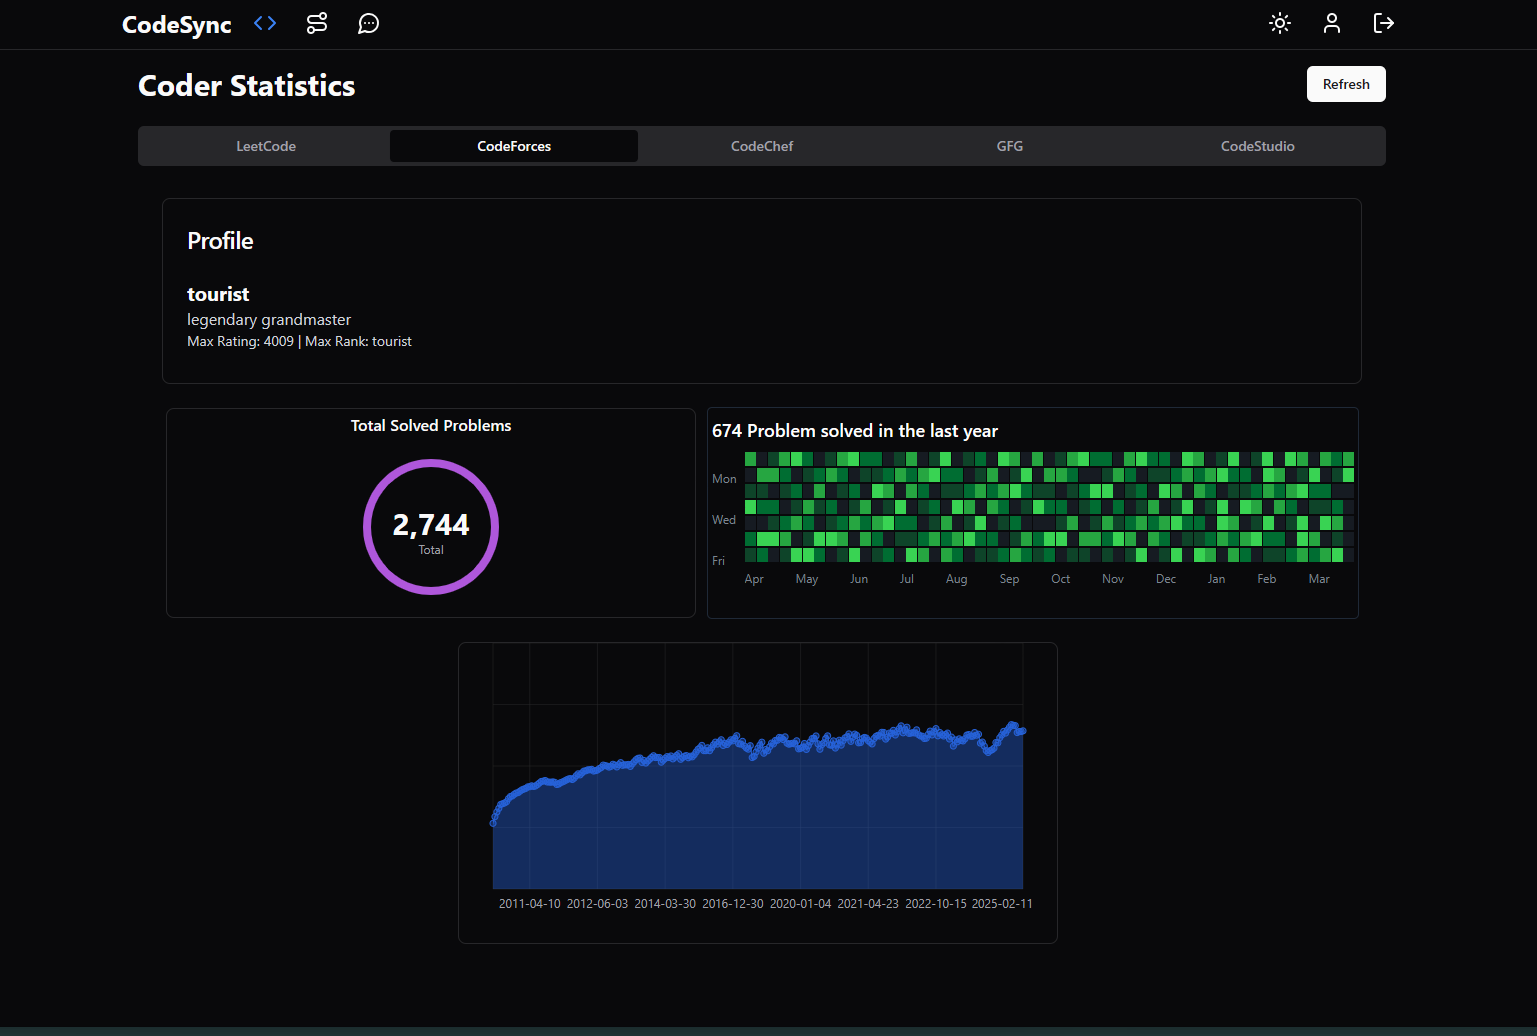 CodeSync
Coder Statistics
Refresh
LeetCode CodeForces CodeChef GFG CodeStudio
Profile
tourist
legendary grandmaster
Max Rating: 4009 | Max Rank: tourist
Total Solved Problems
2,744
Total
674 Problem solved in the last year
Mon
Wed
Fri
Apr May Jun Jul Aug Sep Oct Nov Dec Jan Feb Mar
2011-04-10 2012-06-03 2014-03-30 2016-12-30 2020-01-04 2021-04-23 2022-10-15 2025-02-11